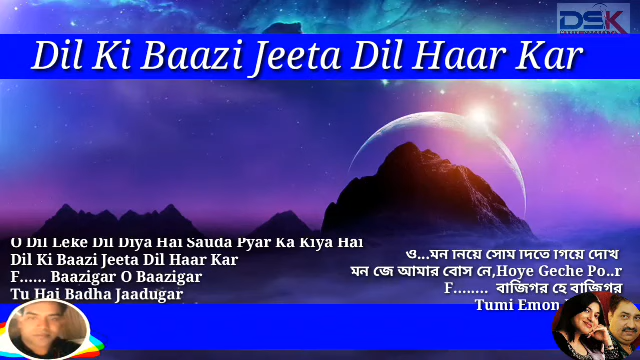 DSK
Dil Ki Baazi Jeeta Dil Haar Kar
O Dil Leke Dil Diya Hai Sauda Pyar Ka Kiya Hai
Dil Ki Baazi Jeeta Dil Haar Kar
F...... Baazigar O Baazigar
Tu Hai Badha Jaadugar
ও...মন নিয়ে সোম দিতে গিয়ে দেখি
মন জে আমার বোস নে,Hoye Geche Po..r
F........ বাজিগর হে বাজিগর
Tumi Emon